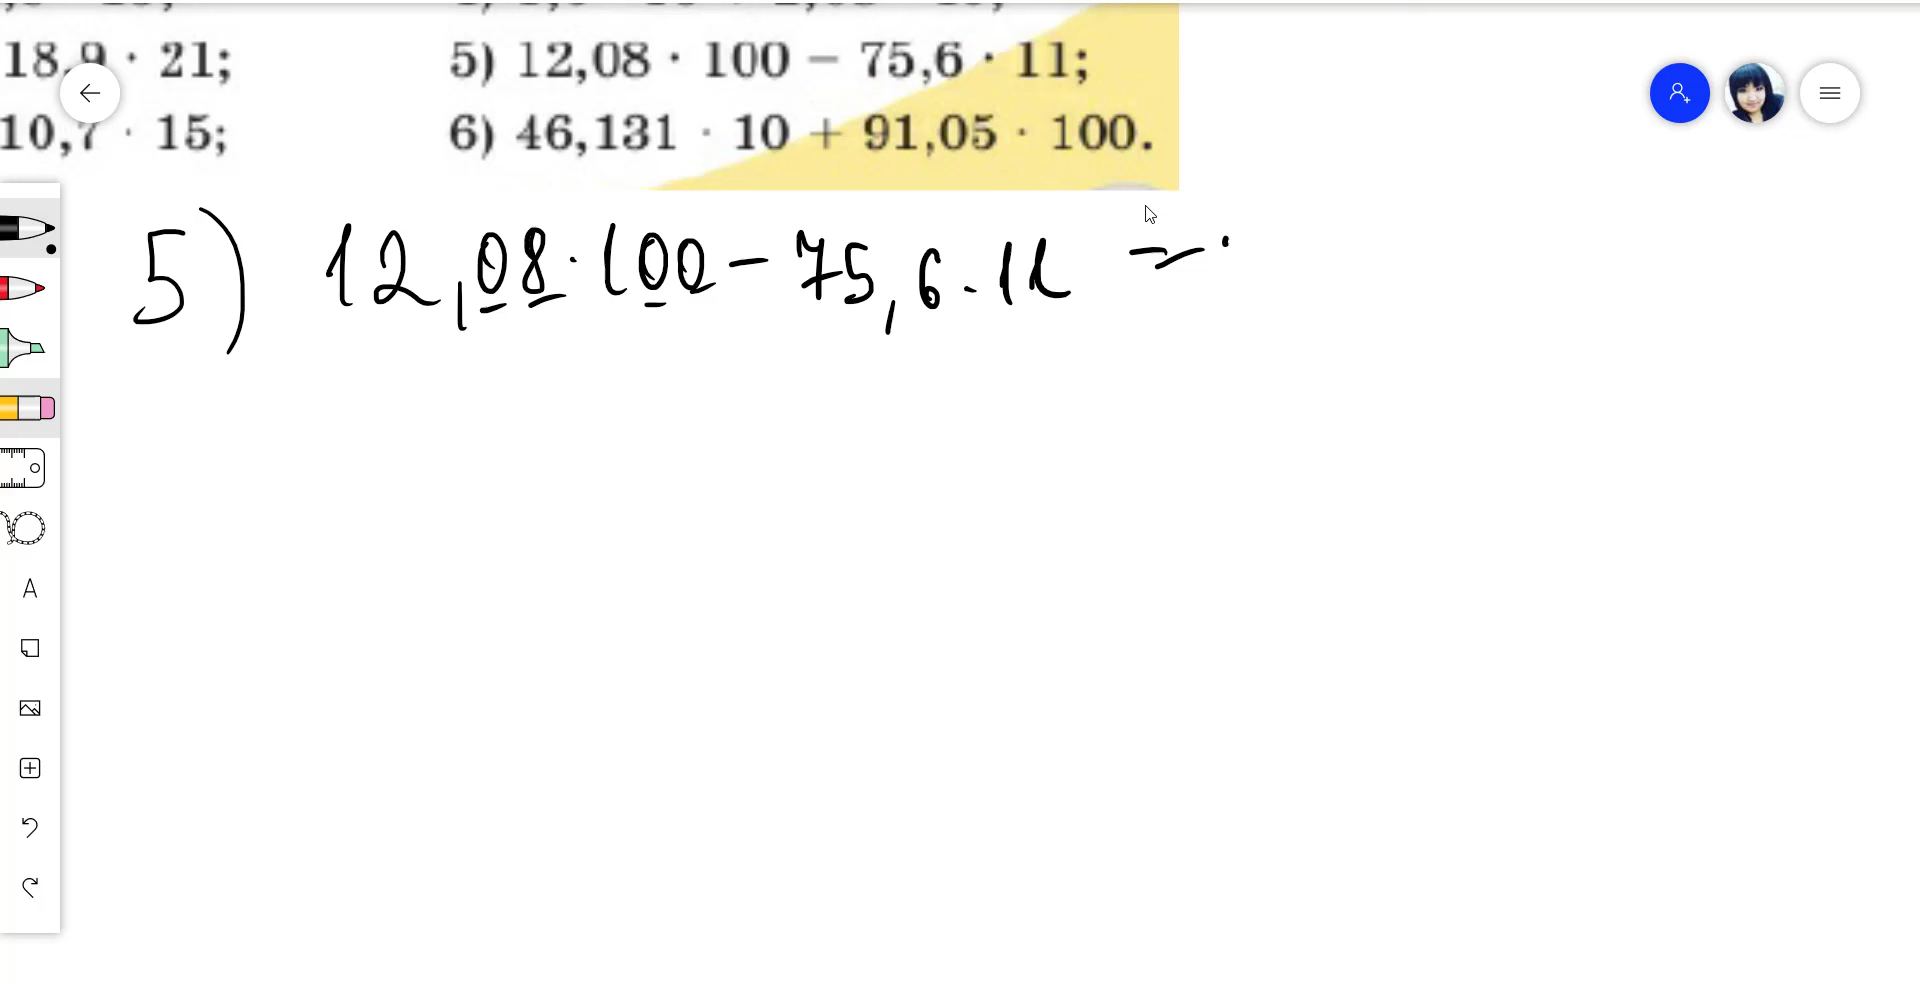 18,9 · 21;
5) 12,08 · 100 − 75,6 · 11;
10,7 · 15;
6) 46,131 · 10 + 91,05 · 100.
5) 12,08 · 100 − 75,6 · 11 =
A